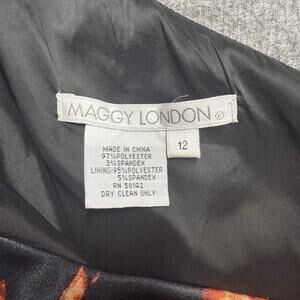 MAGGY LONDON®
12
MADE IN CHINA
97%POLYESTER
3%SPANDEX
LINING:95%POLYESTER
5%SPANDEX
RN 58142
DRY CLEAN ONLY